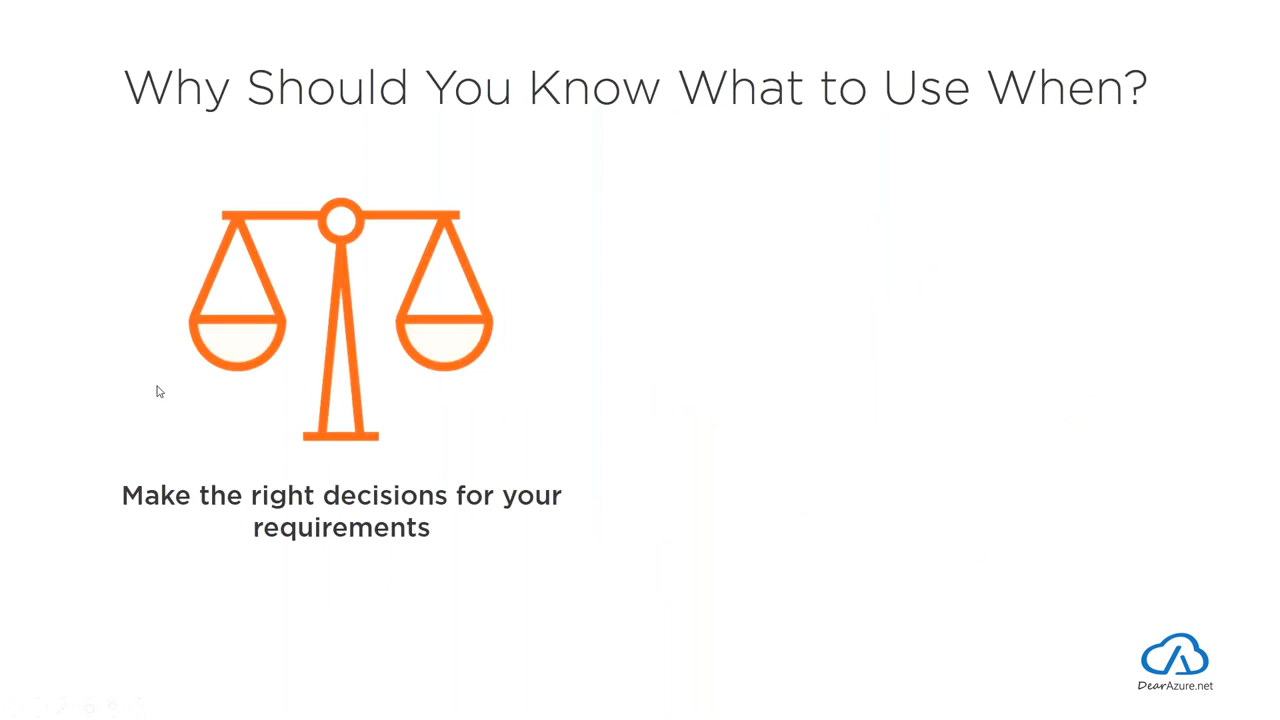 Why Should You Know What to Use When?
Make the right decisions for your
requirements
DearAzure.net